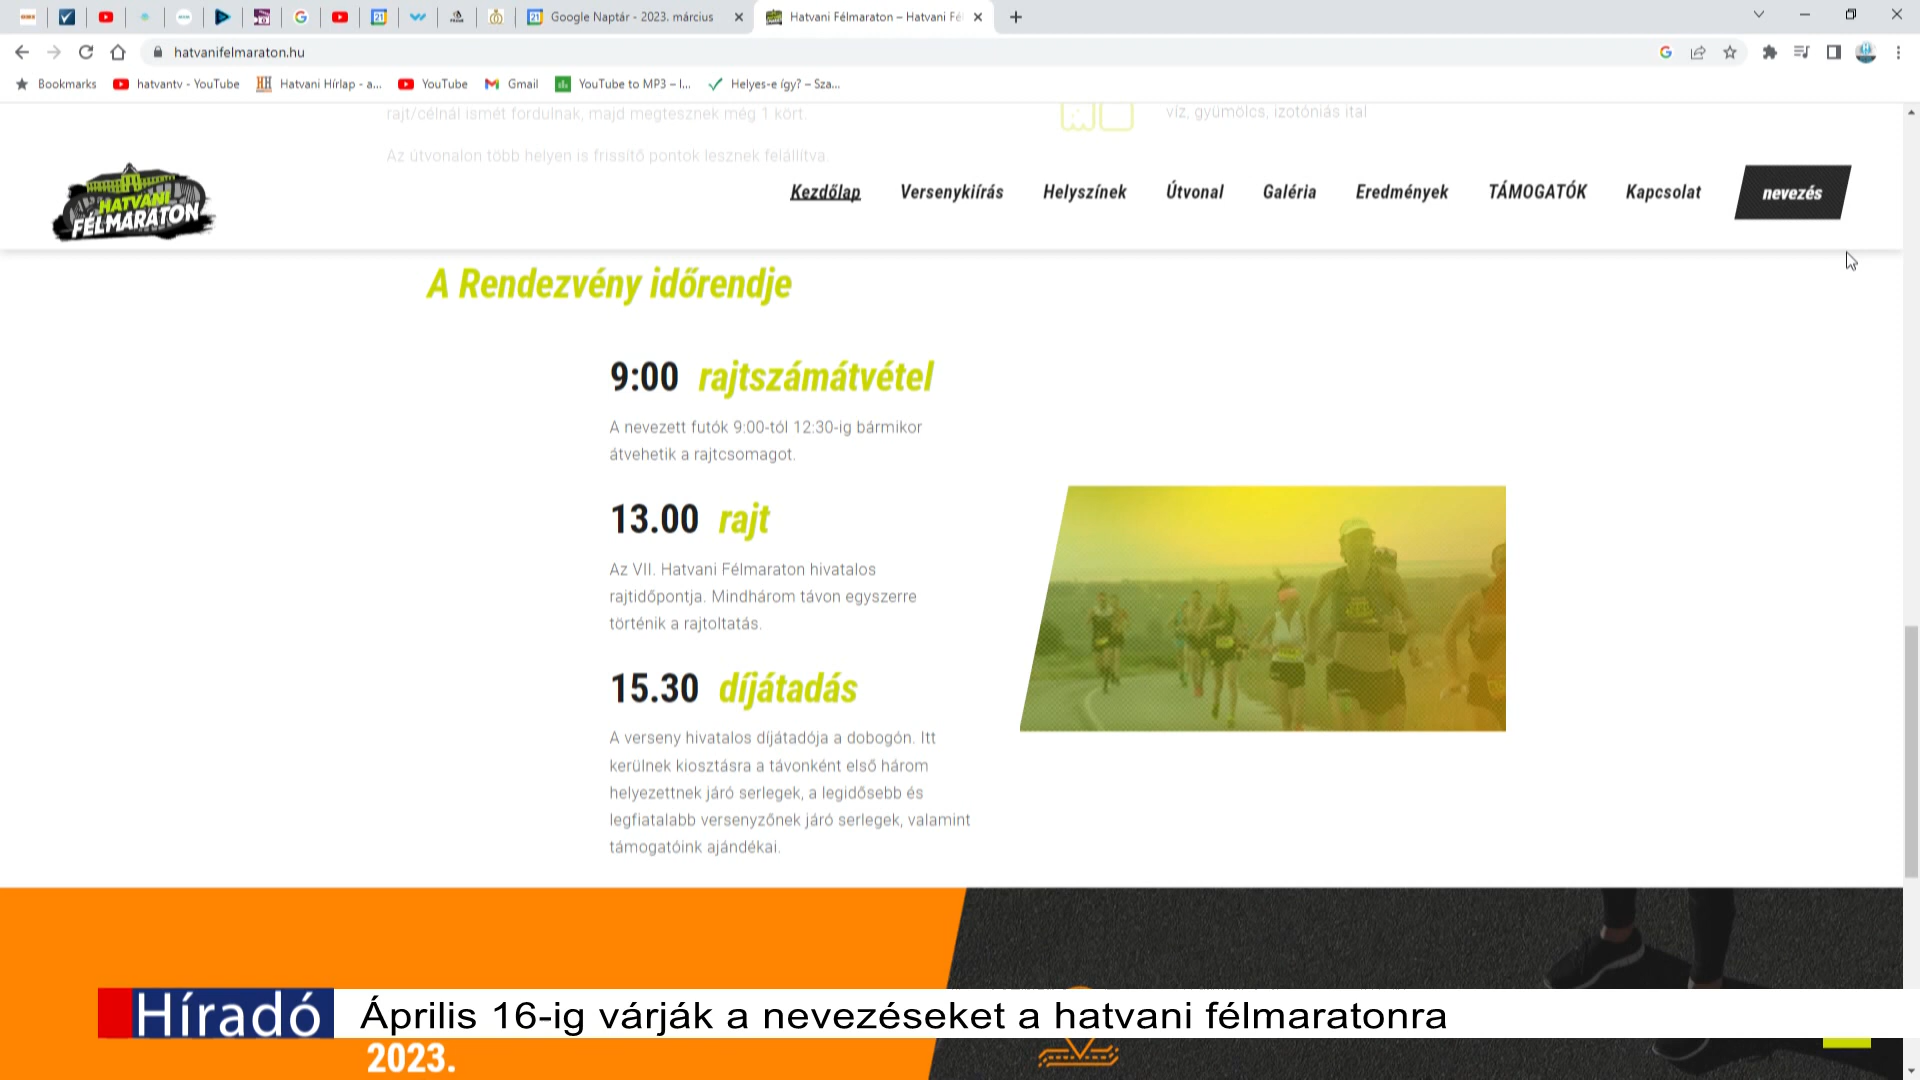 Google Naptár - 2023. március
Hatvani Félmaraton – Hatvani Fé
hatvanifelmaraton.hu
Bookmarks
hatvantv - YouTube
Hatvani Hírlap - a...
YouTube
Gmail
YouTube to MP3 – I...
Helyes-e így? – Sza...
rajt/célnál ismét fordulnak, majd megtesznek még 1 kört.
víz, gyümölcs, izotóniás ital
Az útvonalon több helyen is frissítő pontok lesznek felállítva.
HATVANI
FÉLMARATON
Kezdőlap
Versenykiírás
Helyszínek
Útvonal
Galéria
Eredmények
TÁMOGATÓK
Kapcsolat
nevezés
A Rendezvény időrendje
9:00 rajtszámátvétel
A nevezett futók 9:00-tól 12:30-ig bármikor
átvehetik a rajtcsomagot.
13.00 rajt
Az VII. Hatvani Félmaraton hivatalos
rajtidőpontja. Mindhárom távon egyszerre
történik a rajtoltatás.
15.30 díjátadás
A verseny hivatalos díjátadója a dobogón. Itt
kerülnek kiosztásra a távonként első három
helyezettnek járó serlegek, a legidősebb és
legfiatalabb versenyzőnek járó serlegek, valamint
támogatóink ajándékai.
Híradó
Április 16-ig várják a nevezéseket a hatvani félmaratonra
2023.